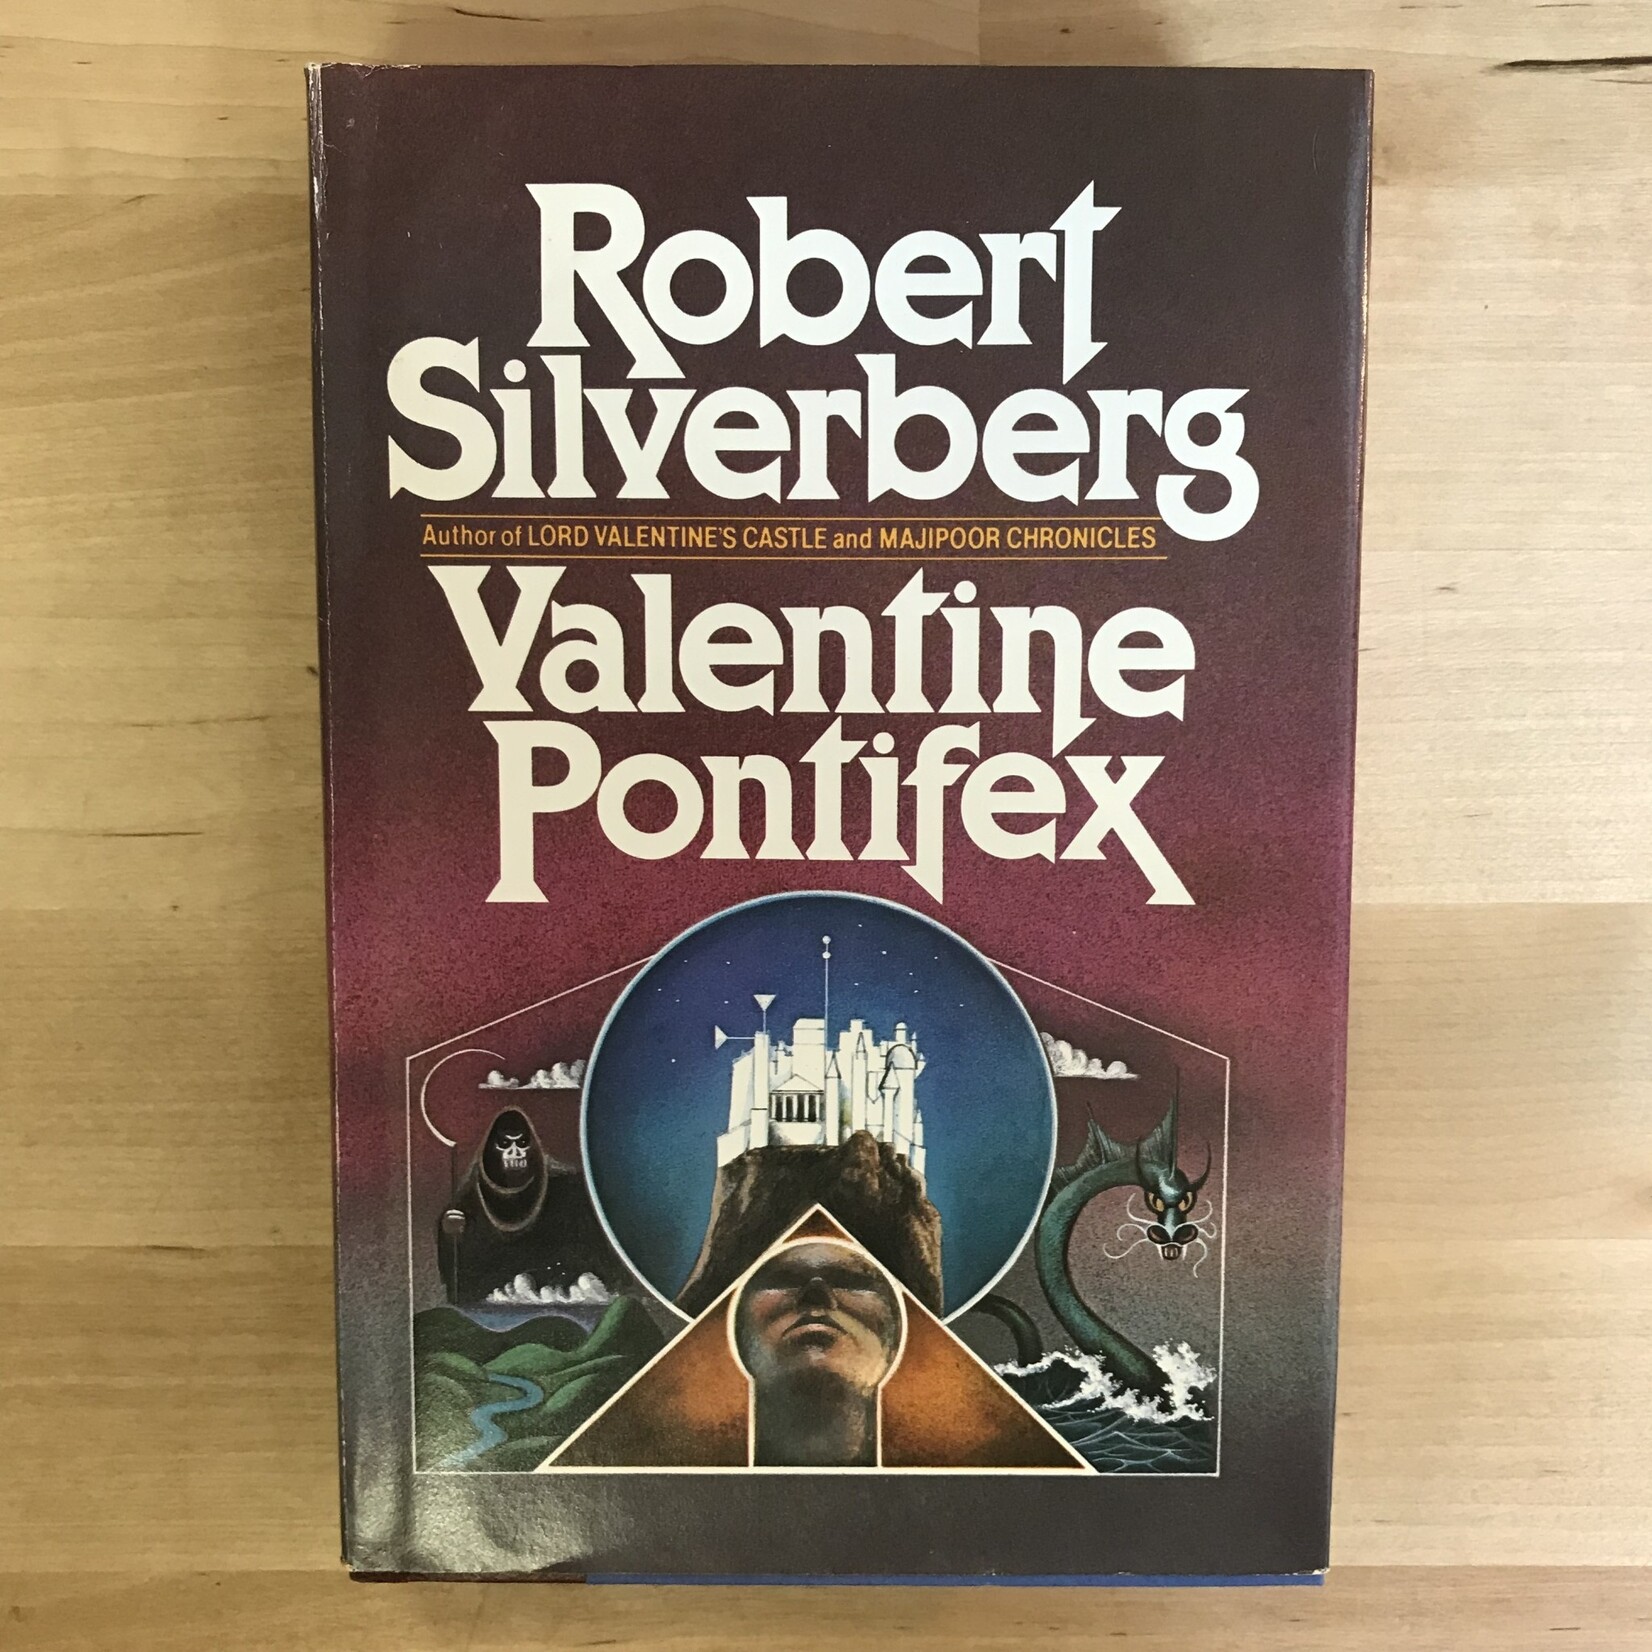 Robert
Silverberg
Author of LORD VALENTINE'S CASTLE and MAJIPOOR CHRONICLES
Valentine
Pontifex